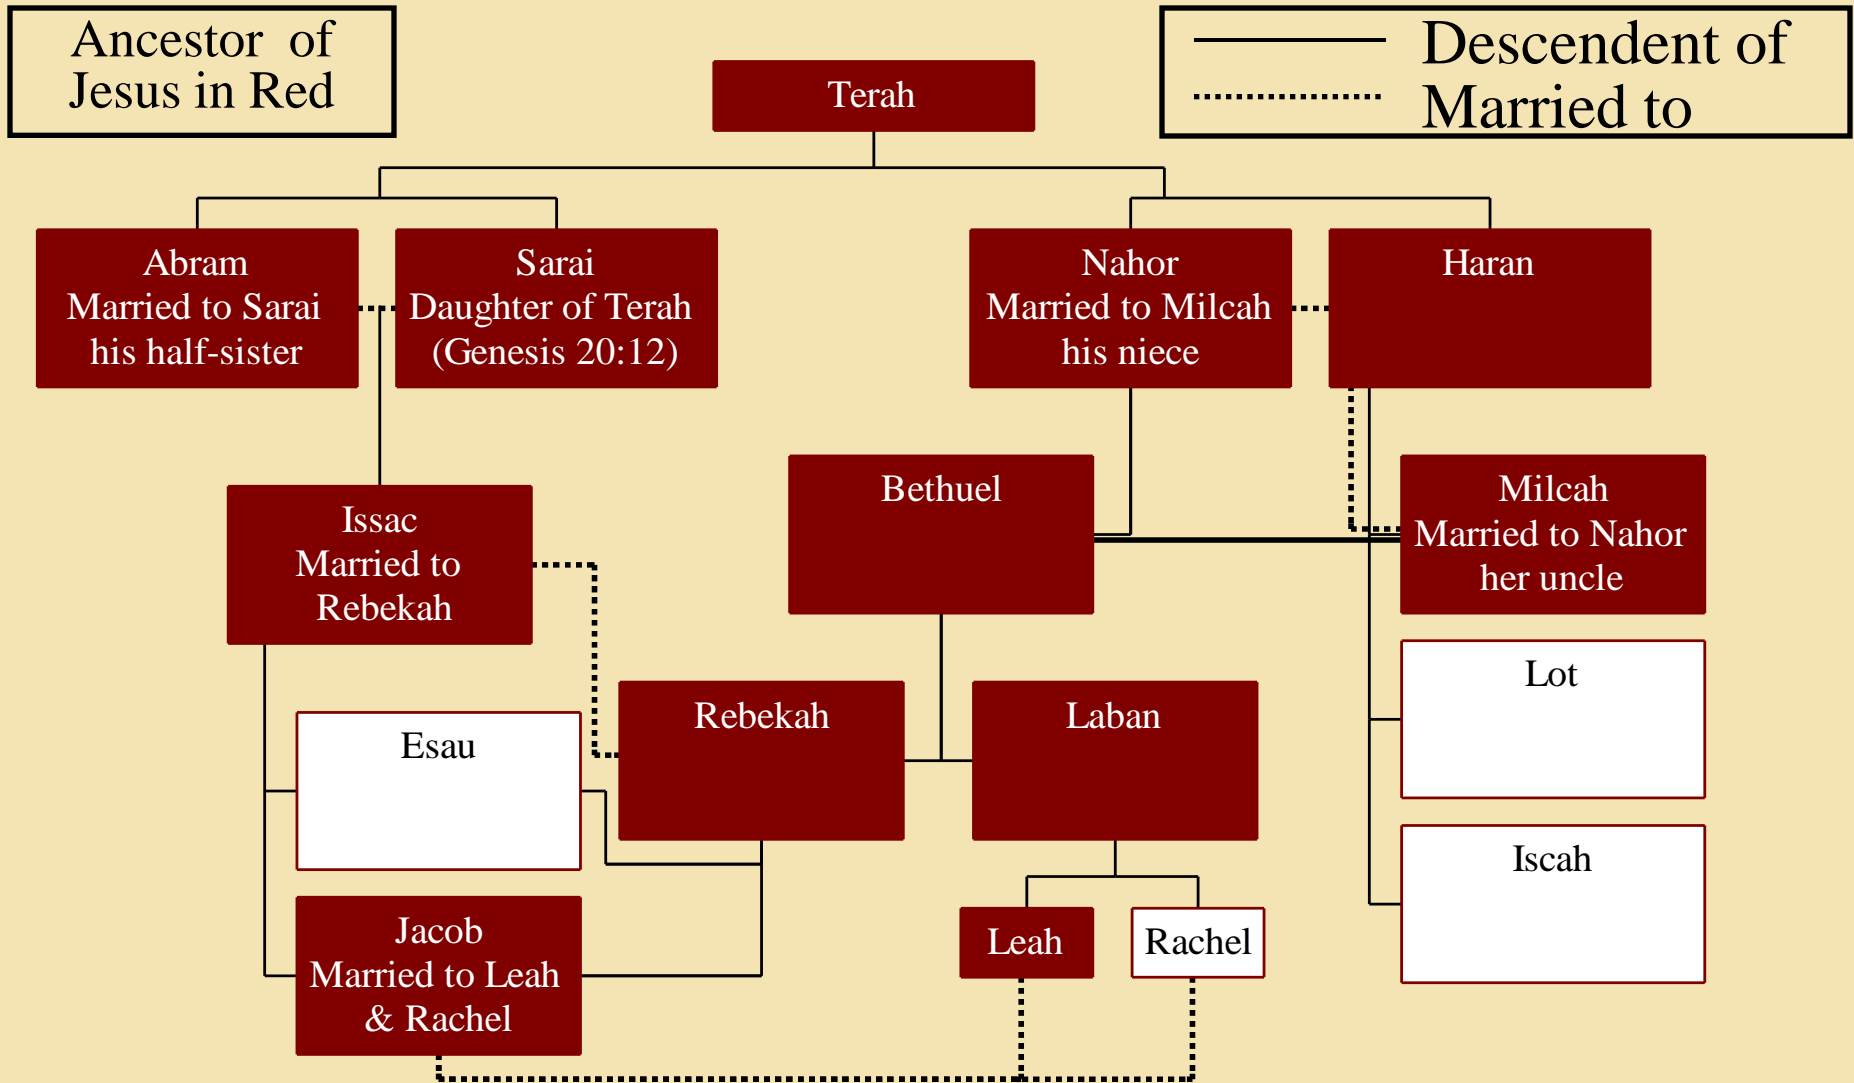 Ancestor of
Jesus in Red
Descendent of
Married to
Terah
Abram
Married to Sarai
his half-sister
Sarai
Daughter of Terah
(Genesis 20:12)
Nahor
Married to Milcah
his niece
Haran
Issac
Married to
Rebekah
Bethuel
Milcah
Married to Nahor
her uncle
Esau
Rebekah
Laban
Lot
Iscah
Jacob
Married to Leah
& Rachel
Leah
Rachel